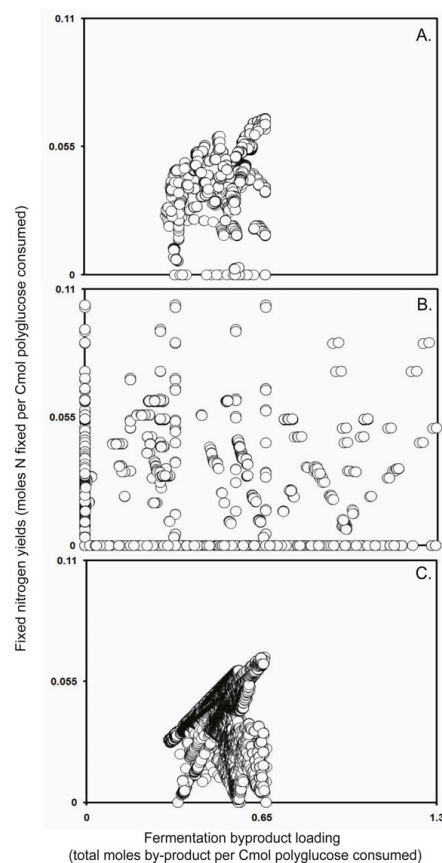 Fixed nitrogen yields (moles N fixed per Cmol polyglucose consumed)
0.11
A.
0.055
0
0.11
B.
0.055
0
0.11
C.
0.055
0
0
0.65
1.3
Fermentation byproduct loading
(total moles by-product per Cmol polyglucose consumed)